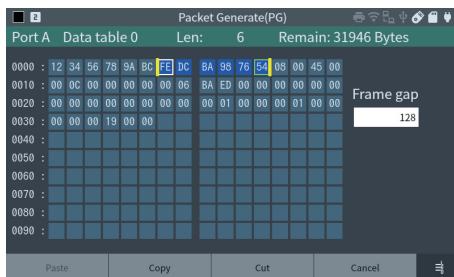 2 Packet Generate(PG)
Port A Data table 0 Len: 6 Remain: 31946 Bytes
0000 : 12 34 56 78 9A BC FE DC BA 98 76 54 08 00 45 00
0010 : 00 0C 00 00 00 00 00 06 BA ED 00 00 00 00 00 00
0020 : 00 00 00 00 00 00 00 00 00 01 00 00 00 01 00 00
0030 : 00 00 00 19 00 00
0040 :
0050 :
0060 :
0070 :
0080 :
0090 :
Frame gap
128
Paste Copy Cut Cancel